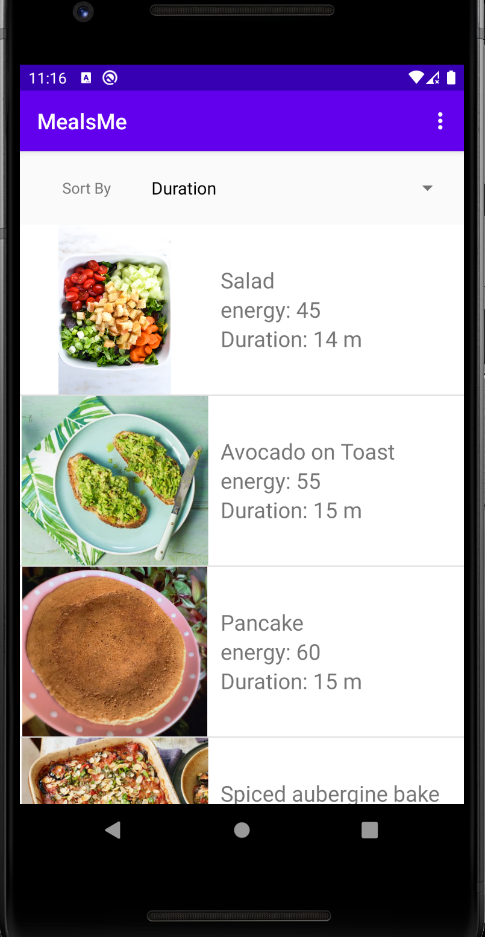 11:16
MealsMe
Sort By Duration
Salad
energy: 45
Duration: 14 m
Avocado on Toast
energy: 55
Duration: 15 m
Pancake
energy: 60
Duration: 15 m
Spiced aubergine bake